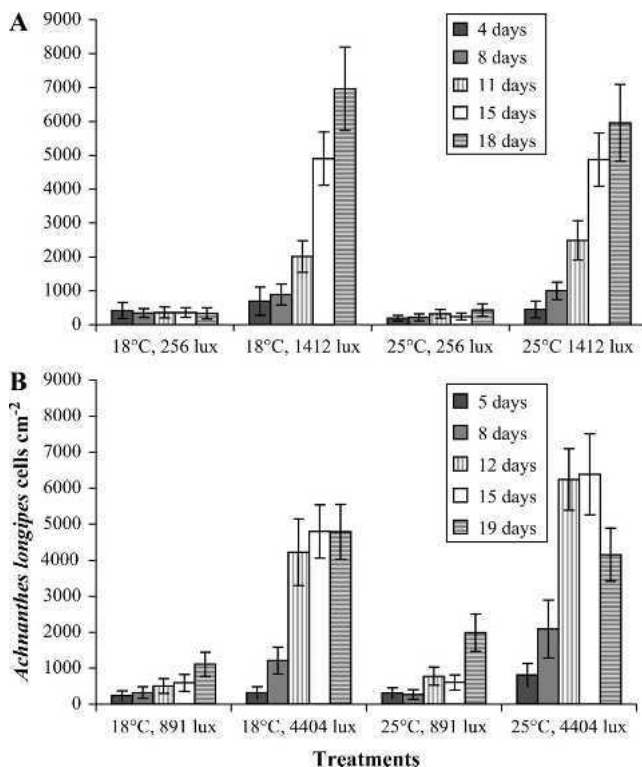 A
9000
8000
7000
6000
5000
4000
3000
2000
1000
0
4 days
8 days
11 days
15 days
18 days
18°C, 256 lux
18°C, 1412 lux
25°C, 256 lux
25°C 1412 lux
B
9000
8000
7000
6000
5000
4000
3000
2000
1000
0
Achnanthes longipes cells cm⁻²
5 days
8 days
12 days
15 days
19 days
18°C, 891 lux
18°C, 4404 lux
25°C, 891 lux
25°C, 4404 lux
Treatments